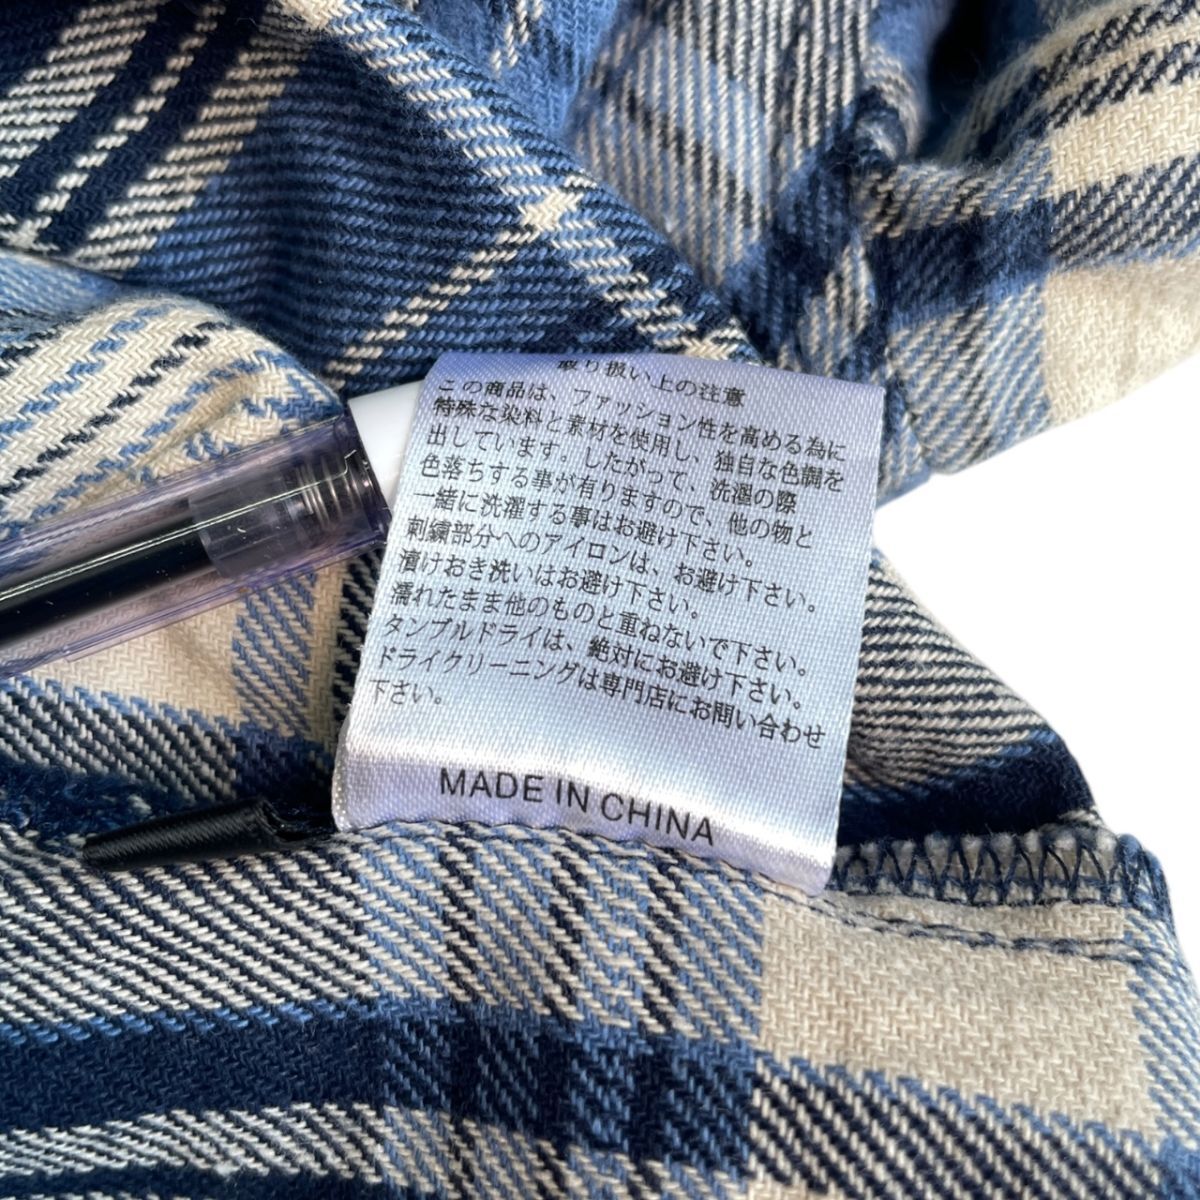 取り扱い上の注意
この商品は、ファッション性を高める為に
特殊な染料と素材を使用し、独自な色調を
出しています。したがって、洗濯の際
色落ちする事が有りますので、他の物と
一緒に洗濯する事はお避け下さい。
刺繍部分へのアイロンは、お避け下さい。
漬けおき洗いはお避け下さい。
濡れたまま他のものと重ねないで下さい。
タンブルドライは、絶対にお避け下さい。
ドライクリーニングは専門店にお問い合わせ
下さい。
MADE IN CHINA